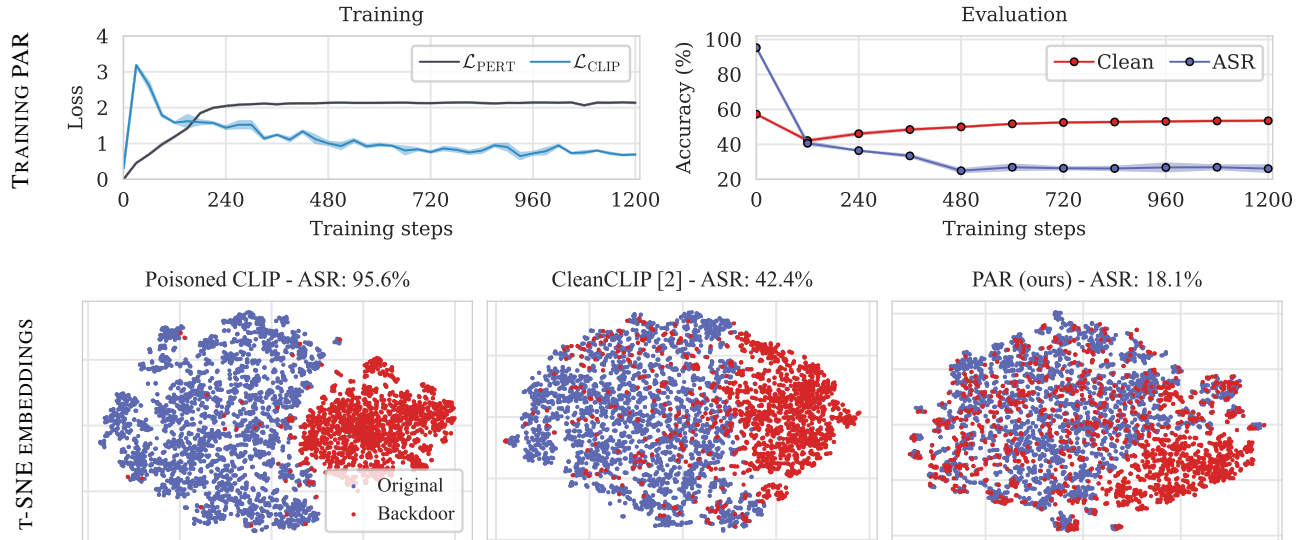 Training
Evaluation
TRAINING PAR
Loss
4
3
2
1
0
L_PERT
L_CLIP
0 240 480 720 960 1200
Training steps
Accuracy (%)
100
80
60
40
20
Clean
ASR
0 240 480 720 960 1200
Training steps
T-SNE EMBEDDINGS
Poisoned CLIP - ASR: 95.6%
CleanCLIP [2] - ASR: 42.4%
PAR (ours) - ASR: 18.1%
Original
Backdoor